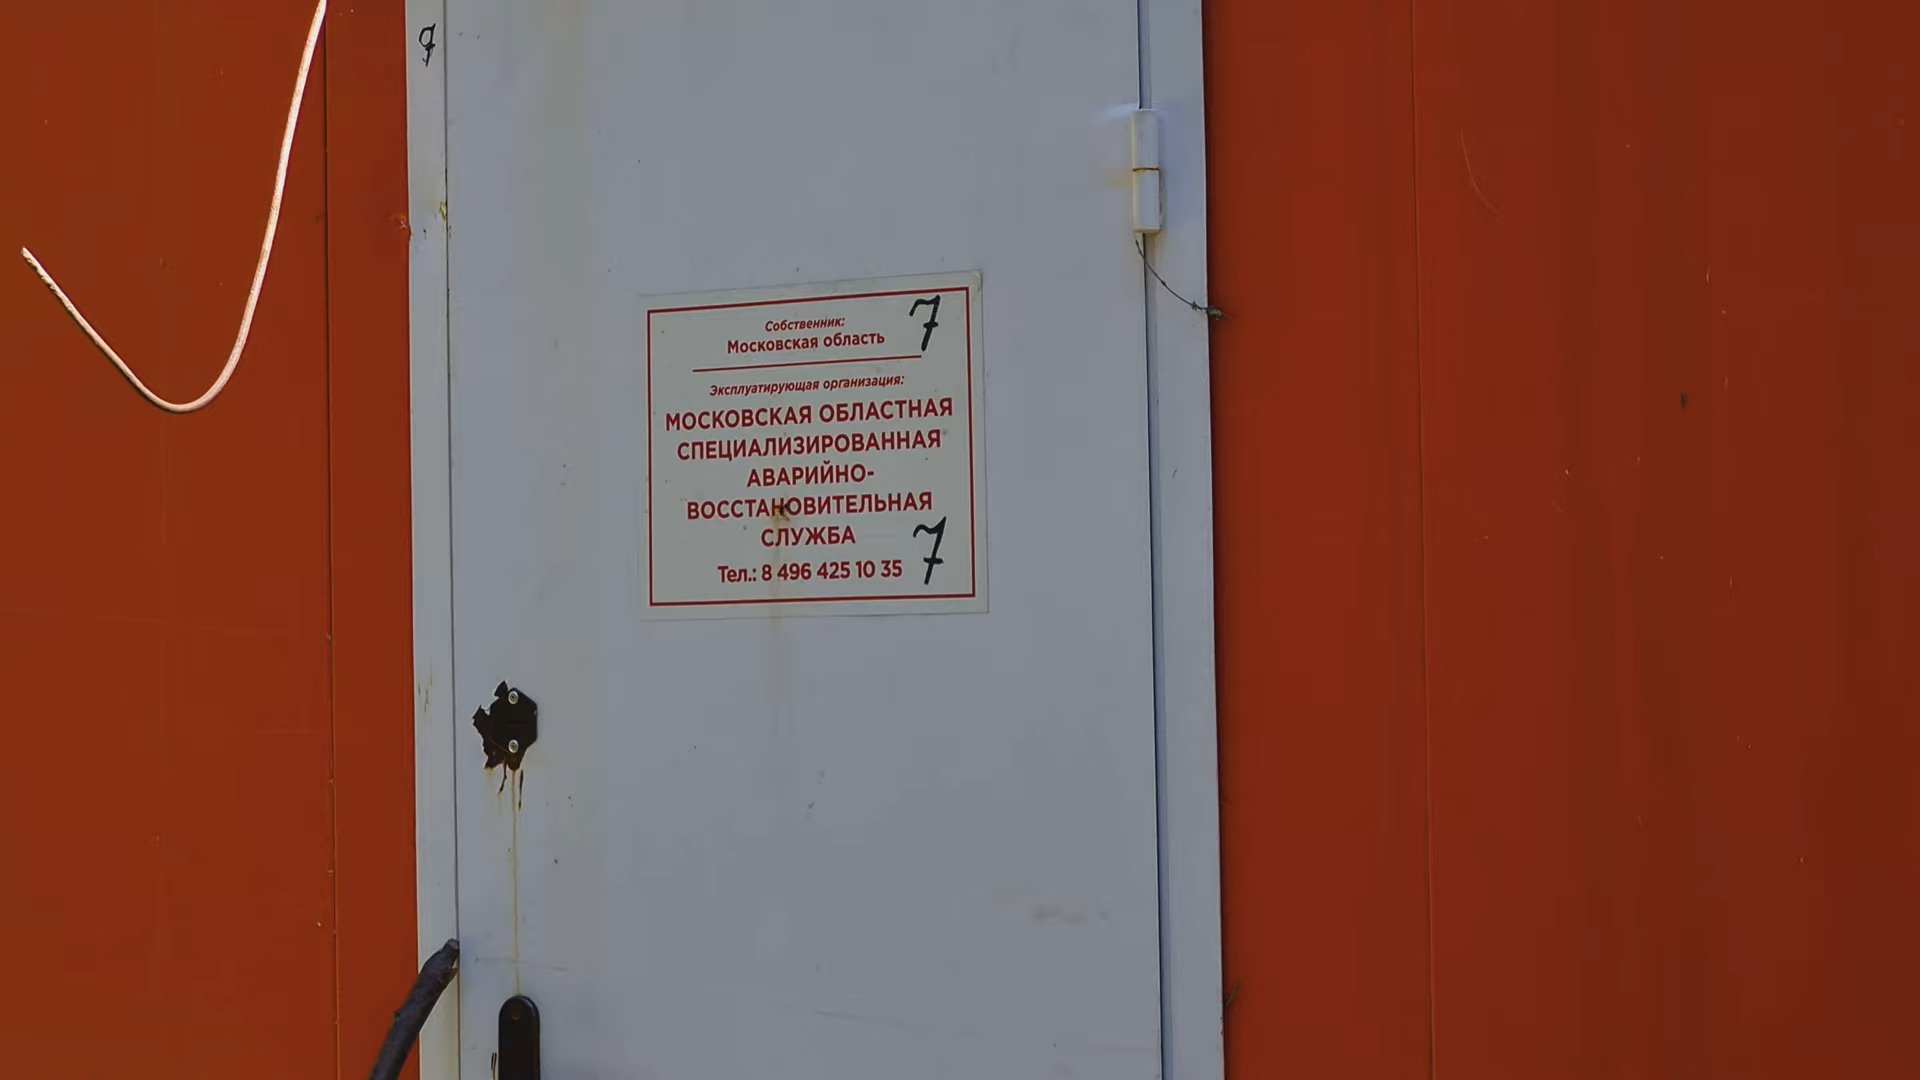 9
Собственник: 7
Московская область
Эксплуатирующая организация:
МОСКОВСКАЯ ОБЛАСТНАЯ
СПЕЦИАЛИЗИРОВАННАЯ
АВАРИЙНО-
ВОССТАНОВИТЕЛЬНАЯ
СЛУЖБА
Тел.: 8 496 425 10 35 7